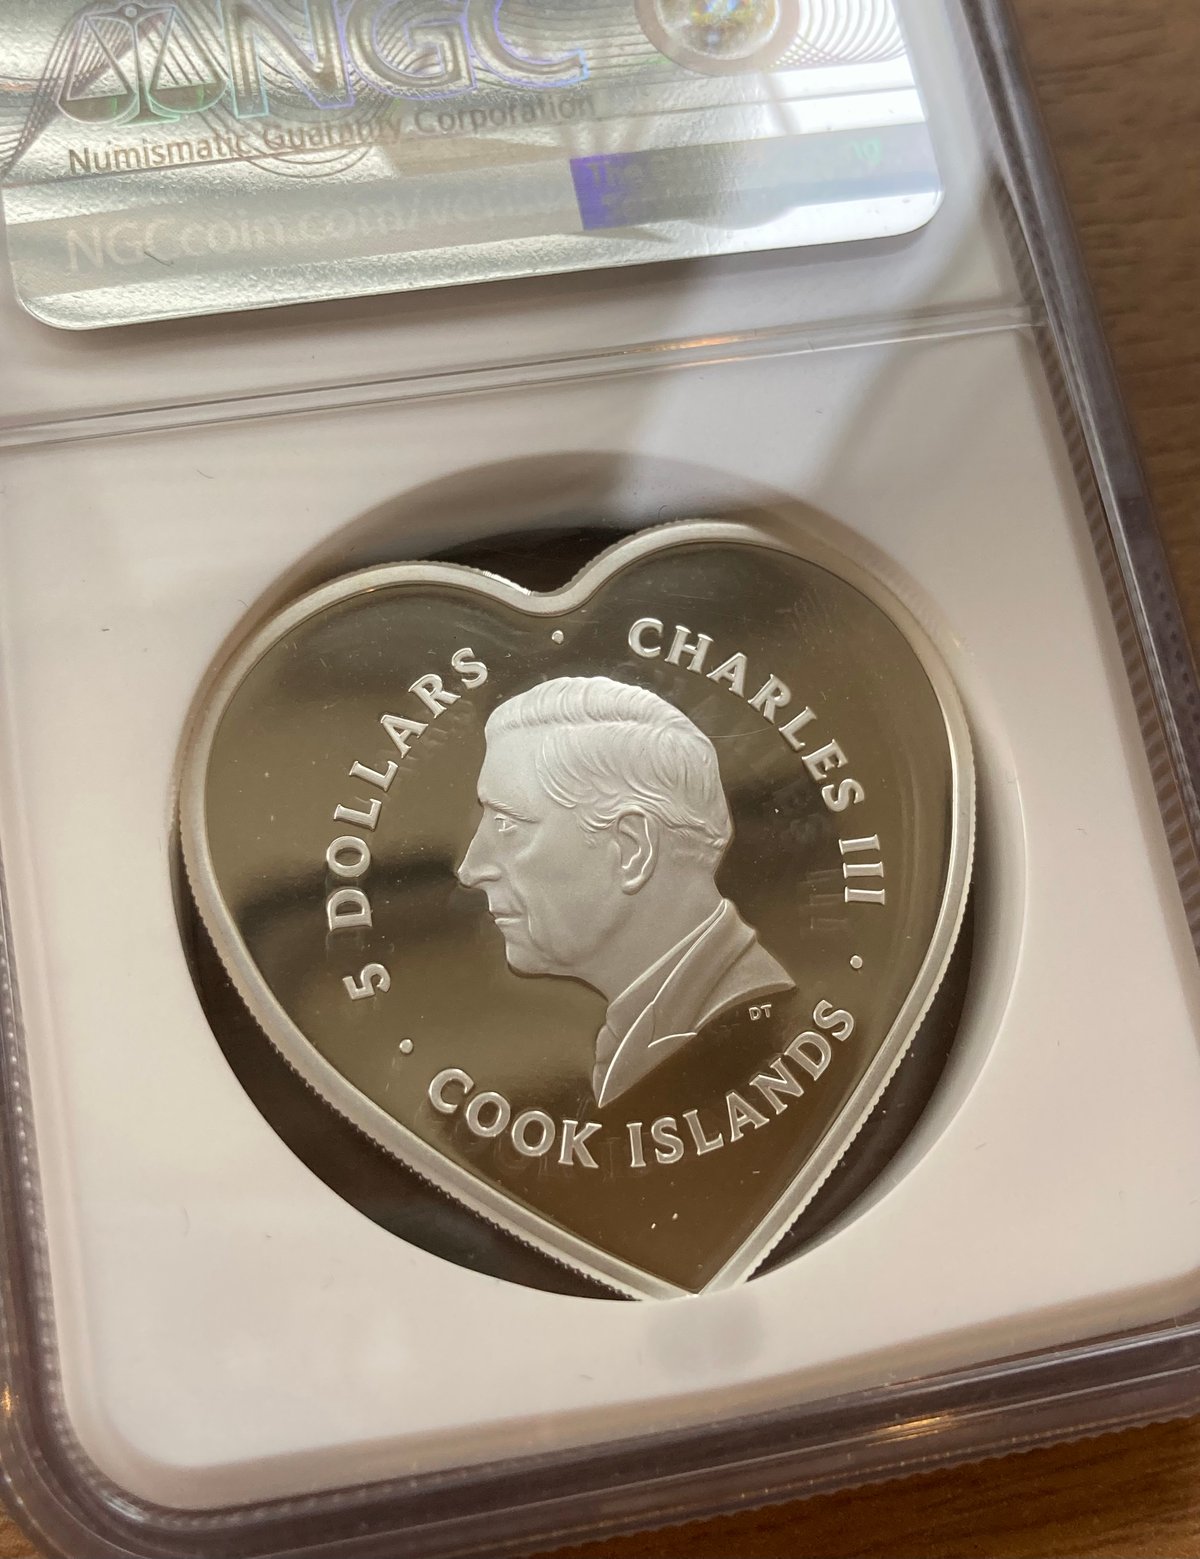 NGC
Numismatic Guaranty Corporation
NGCcoin.com/
5 DOLLARS · CHARLES III ·
COOK ISLANDS ·
DT